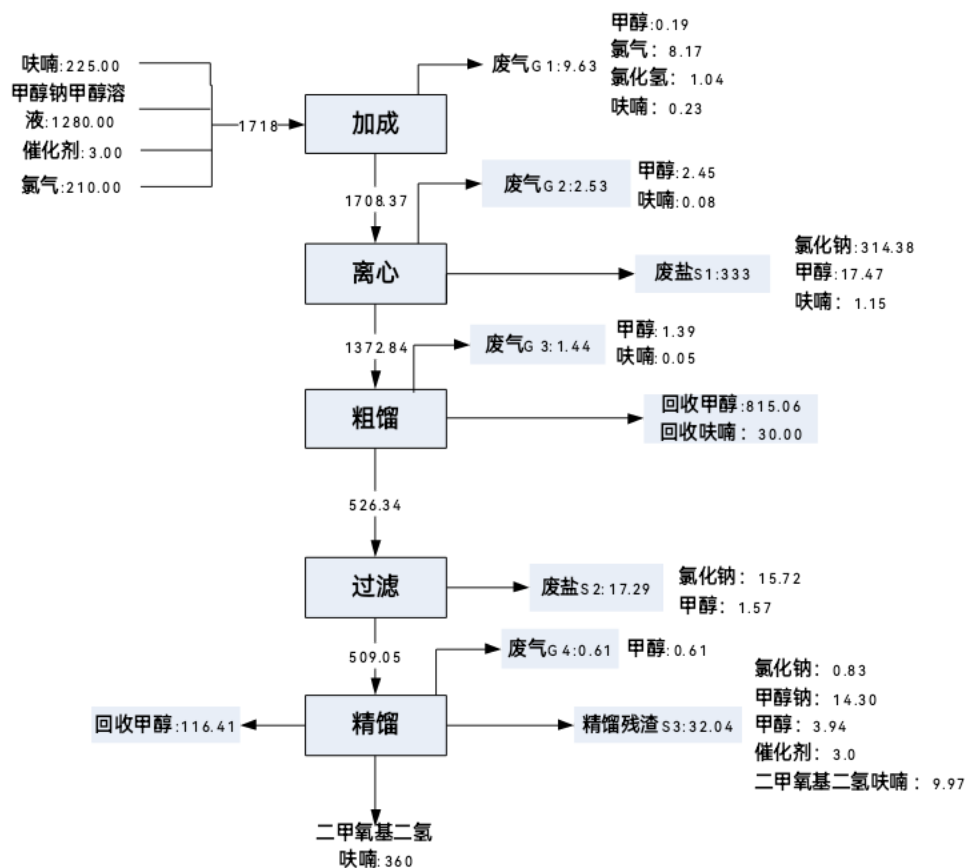 甲醇:0.19
呋喃:225.00
废气G1:9.63
氯气：8.17
甲醇钠甲醇溶
氯化氢：1.04
液:1280.00
呋喃：0.23
催化剂:3.00
1718
加成
氯气:210.00
1708.37
废气G2:2.53
甲醇:2.45
呋喃:0.08
离心
废盐S1:333
氯化钠:314.38
甲醇:17.47
呋喃：1.15
1372.84
废气G3:1.44
甲醇:1.39
呋喃:0.05
粗馏
回收甲醇:815.06
回收呋喃：30.00
526.34
过滤
废盐S2:17.29
氯化钠：15.72
甲醇：1.57
509.05
废气G4:0.61
甲醇:0.61
回收甲醇:116.41
精馏
精馏残渣S3:32.04
氯化钠：0.83
甲醇钠：14.30
甲醇：3.94
催化剂：3.0
二甲氧基二氢呋喃：9.97
二甲氧基二氢
呋喃:360